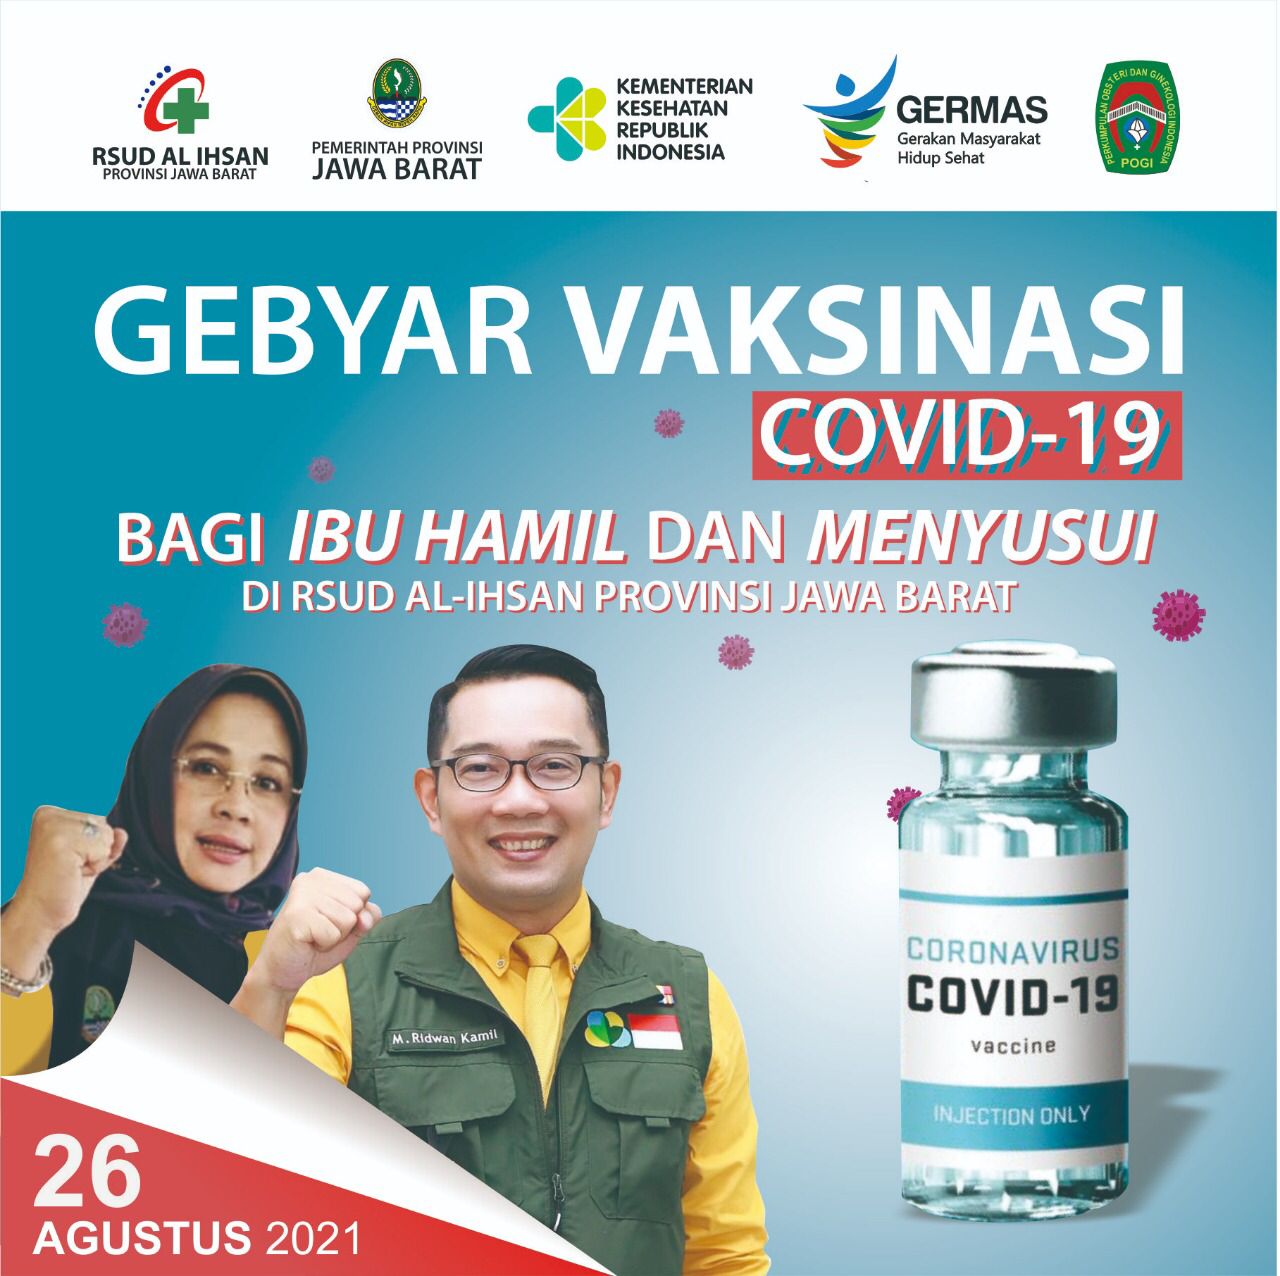 RSUD AL IHSAN
PROVINSI JAWA BARAT
PEMERINTAH PROVINSI
JAWA BARAT
KEMENTERIAN
KESEHATAN
REPUBLIK
INDONESIA
GERMAS
Gerakan Masyarakat
Hidup Sehat
PERKUMPULAN OBSTETRI DAN GINEKOLOGI INDONESIA
POGI
GEBYAR VAKSINASI
COVID-19
BAGI IBU HAMIL DAN MENYUSUI
DI RSUD AL-IHSAN PROVINSI JAWA BARAT
M.Ridwan Kamil
CORONAVIRUS
COVID-19
vaccine
INJECTION ONLY
26
AGUSTUS 2021